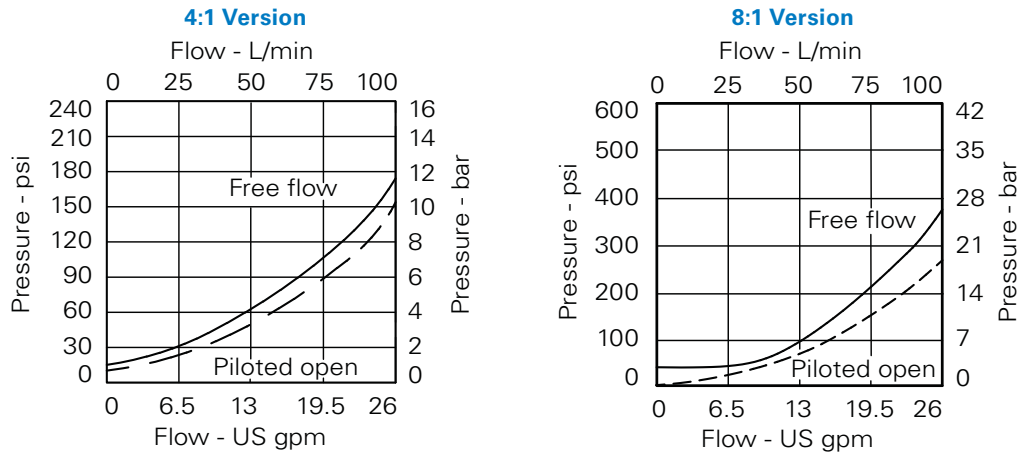 4:1 Version
Flow - L/min
0 25 50 75 100
Pressure - psi
240
210
180
150
120
90
60
30
0
Free flow
Piloted open
16
14
12
10
8
6
4
2
0
Pressure - bar
0 6.5 13 19.5 26
Flow - US gpm
8:1 Version
Flow - L/min
0 25 50 75 100
Pressure - psi
600
500
400
300
200
100
0
Free flow
Piloted open
42
35
28
21
14
7
0
Pressure - bar
0 6.5 13 19.5 26
Flow - US gpm